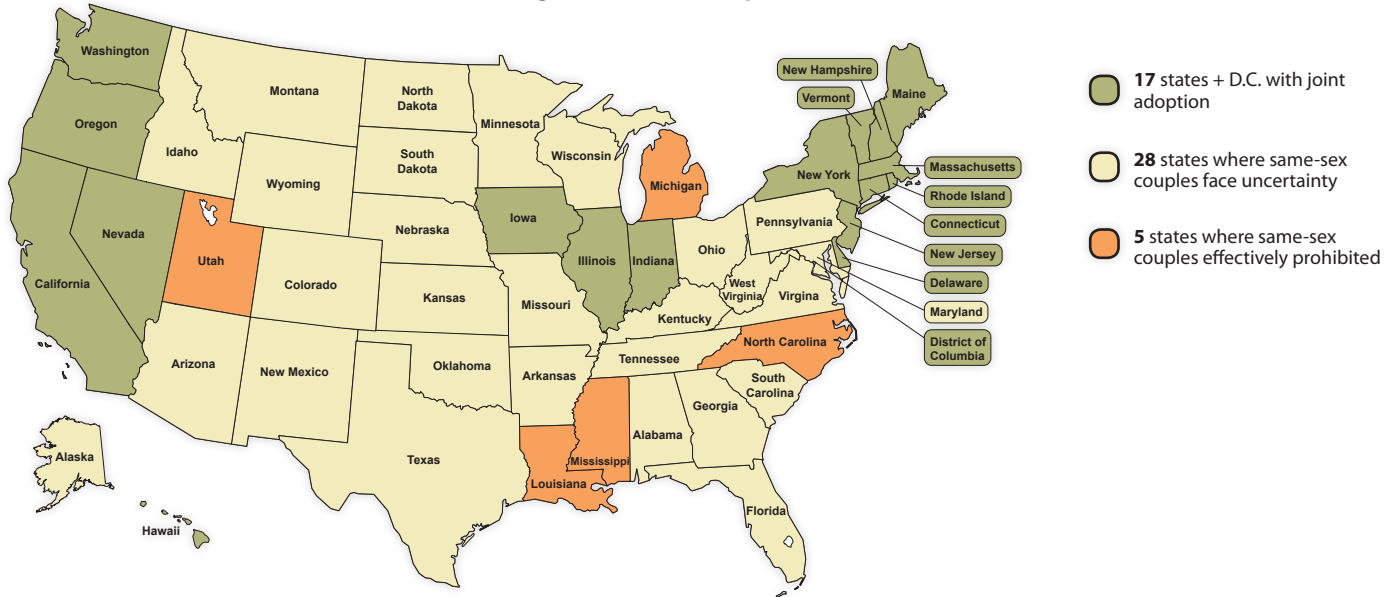 Washington
Oregon
California
Nevada
Idaho
Montana
Wyoming
Utah
Colorado
Arizona
New Mexico
North
Dakota
South
Dakota
Nebraska
Kansas
Oklahoma
Texas
Minnesota
Iowa
Missouri
Arkansas
Louisiana
Wisconsin
Illinois
Michigan
Indiana
Ohio
Kentucky
Tennessee
Mississippi
Alabama
Georgia
Florida
South
Carolina
North Carolina
Virgina
West
Virginia
Pennsylvania
New York
Maine
New Hampshire
Vermont
Massachusetts
Rhode Island
Connecticut
New Jersey
Delaware
Maryland
District of
Columbia
Alaska
Hawaii
17 states + D.C. with joint
adoption
28 states where same-sex
couples face uncertainty
5 states where same-sex
couples effectively prohibited